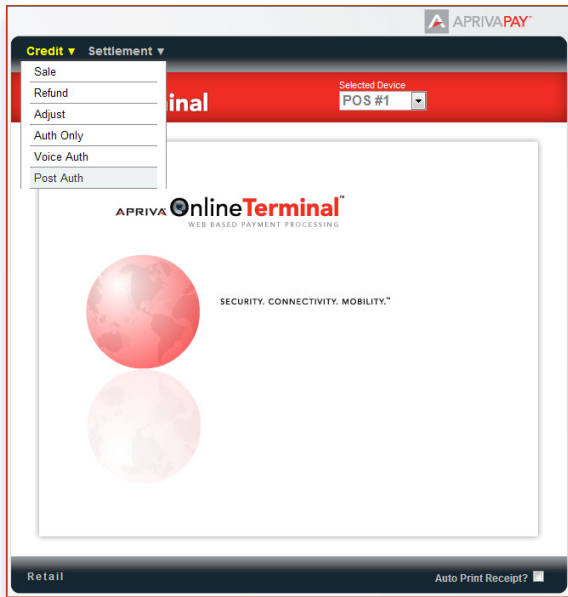 APRIVAPAY™
Credit ▼ Settlement ▼
Sale
Refund
Adjust
Auth Only
Voice Auth
Post Auth
inal
Selected Device
POS #1
APRIVA OnlineTerminal™
WEB BASED PAYMENT PROCESSING
SECURITY. CONNECTIVITY. MOBILITY.™
Retail
Auto Print Receipt?